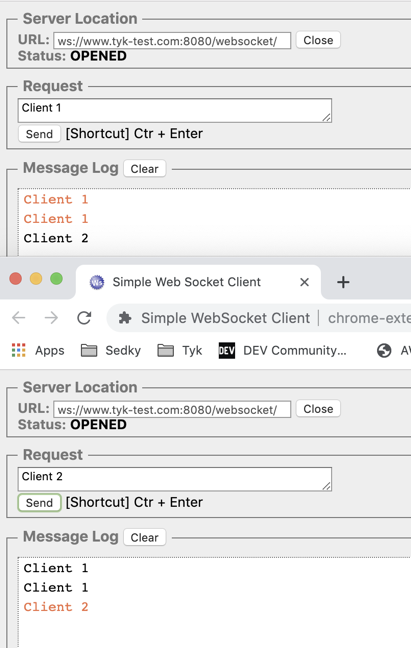 Server Location
URL: ws://www.tyk-test.com:8080/websocket/ Close
Status: OPENED
Request
Client 1
Send [Shortcut] Ctr + Enter
Message Log Clear
Client 1
Client 1
Client 2
Ws Simple Web Socket Client
Simple WebSocket Client | chrome-exte
Apps Sedky Tyk DEV DEV Community... AW
Server Location
URL: ws://www.tyk-test.com:8080/websocket/ Close
Status: OPENED
Request
Client 2
Send [Shortcut] Ctr + Enter
Message Log Clear
Client 1
Client 1
Client 2